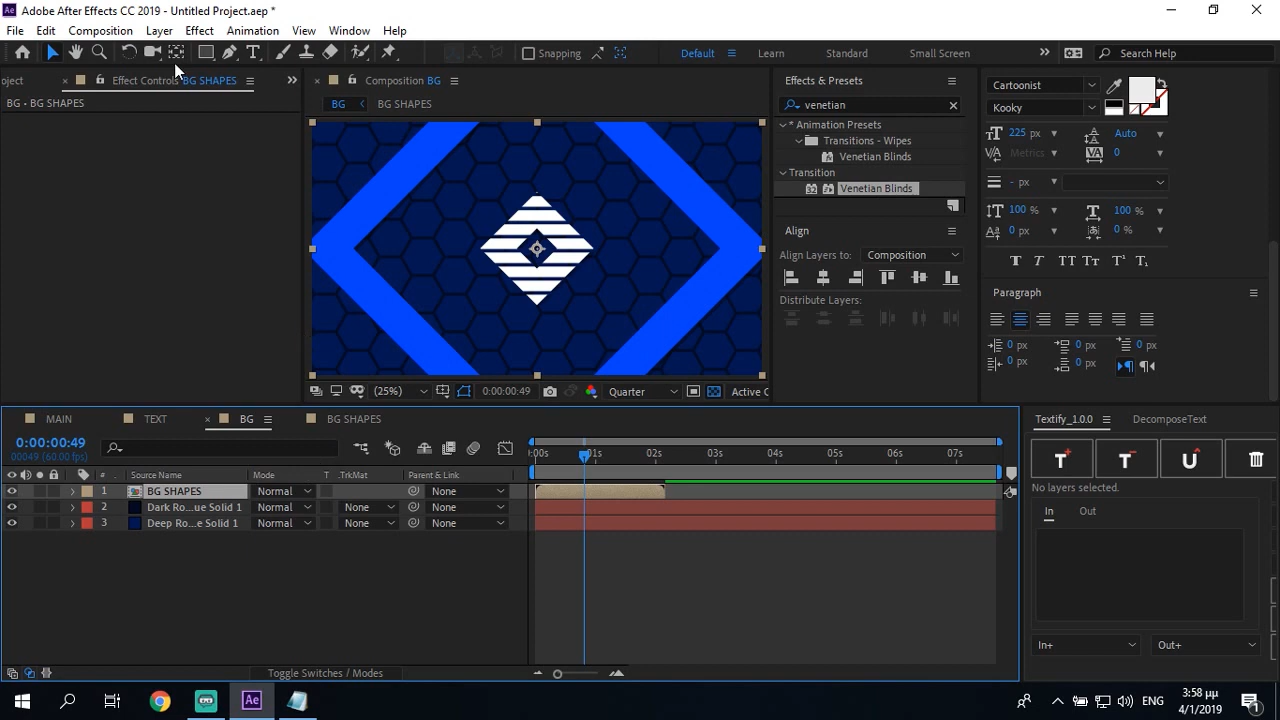 Adobe After Effects CC 2019 - Untitled Project.aep *
File Edit Composition Layer Effect Animation View Window Help
Snapping Default Learn Standard Small Screen Search Help
oject Effect Controls BG SHAPES Composition BG Effects & Presets Cartoonist
BG • BG SHAPES BG BG SHAPES venetian Kooky
* Animation Presets 225 px Auto
Transitions - Wipes Metrics 0
Venetian Blinds
Transition - px
Venetian Blinds
100 % 100 %
Align 0 px 0 %
Align Layers to: Composition
Paragraph
Distribute Layers:
0 px 0 px 0 px
0 px 0 px
(25%) 0:00:00:49 Quarter Active C
MAIN TEXT BG BG SHAPES Textify_1.0.0 DecomposeText
0:00:00:49
00049 (60.00 fps) :00s 01s 02s 03s 04s 05s 06s 07s
# Source Name Mode T .TrkMat Parent & Link
1 BG SHAPES Normal None No layers selected.
2 Dark Ro...ue Solid 1 Normal None None In Out
3 Deep Ro...e Solid 1 Normal None None
In+ Out+
Toggle Switches / Modes
ΕΝG 3:58 μμ
4/1/2019